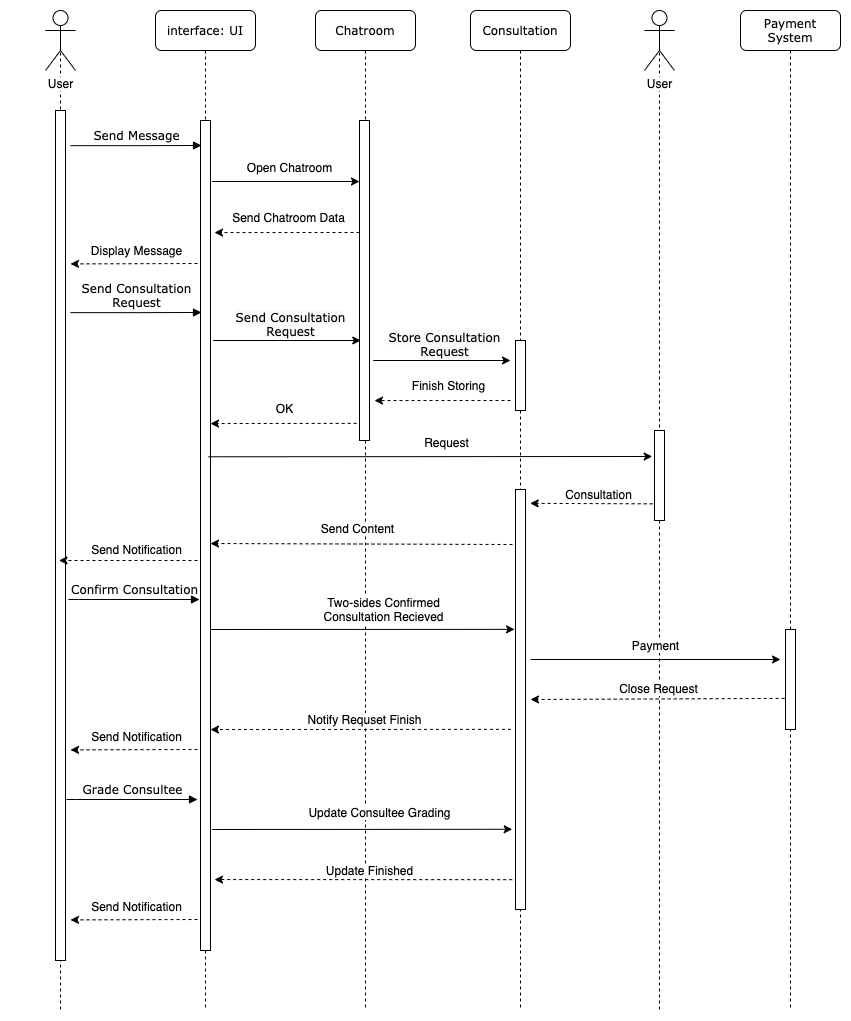 interface: UI
Chatroom
Consultation
Payment
System
User
User
Send Message
Open Chatroom
Send Chatroom Data
Display Message
Send Consultation
Request
Send Consultation
Request
Store Consultation
Request
Finish Storing
OK
Request
Consultation
Send Content
Send Notification
Confirm Consultation
Two-sides Confirmed
Consultation Recieved
Payment
Close Request
Notify Requset Finish
Send Notification
Grade Consultee
Update Consultee Grading
Update Finished
Send Notification